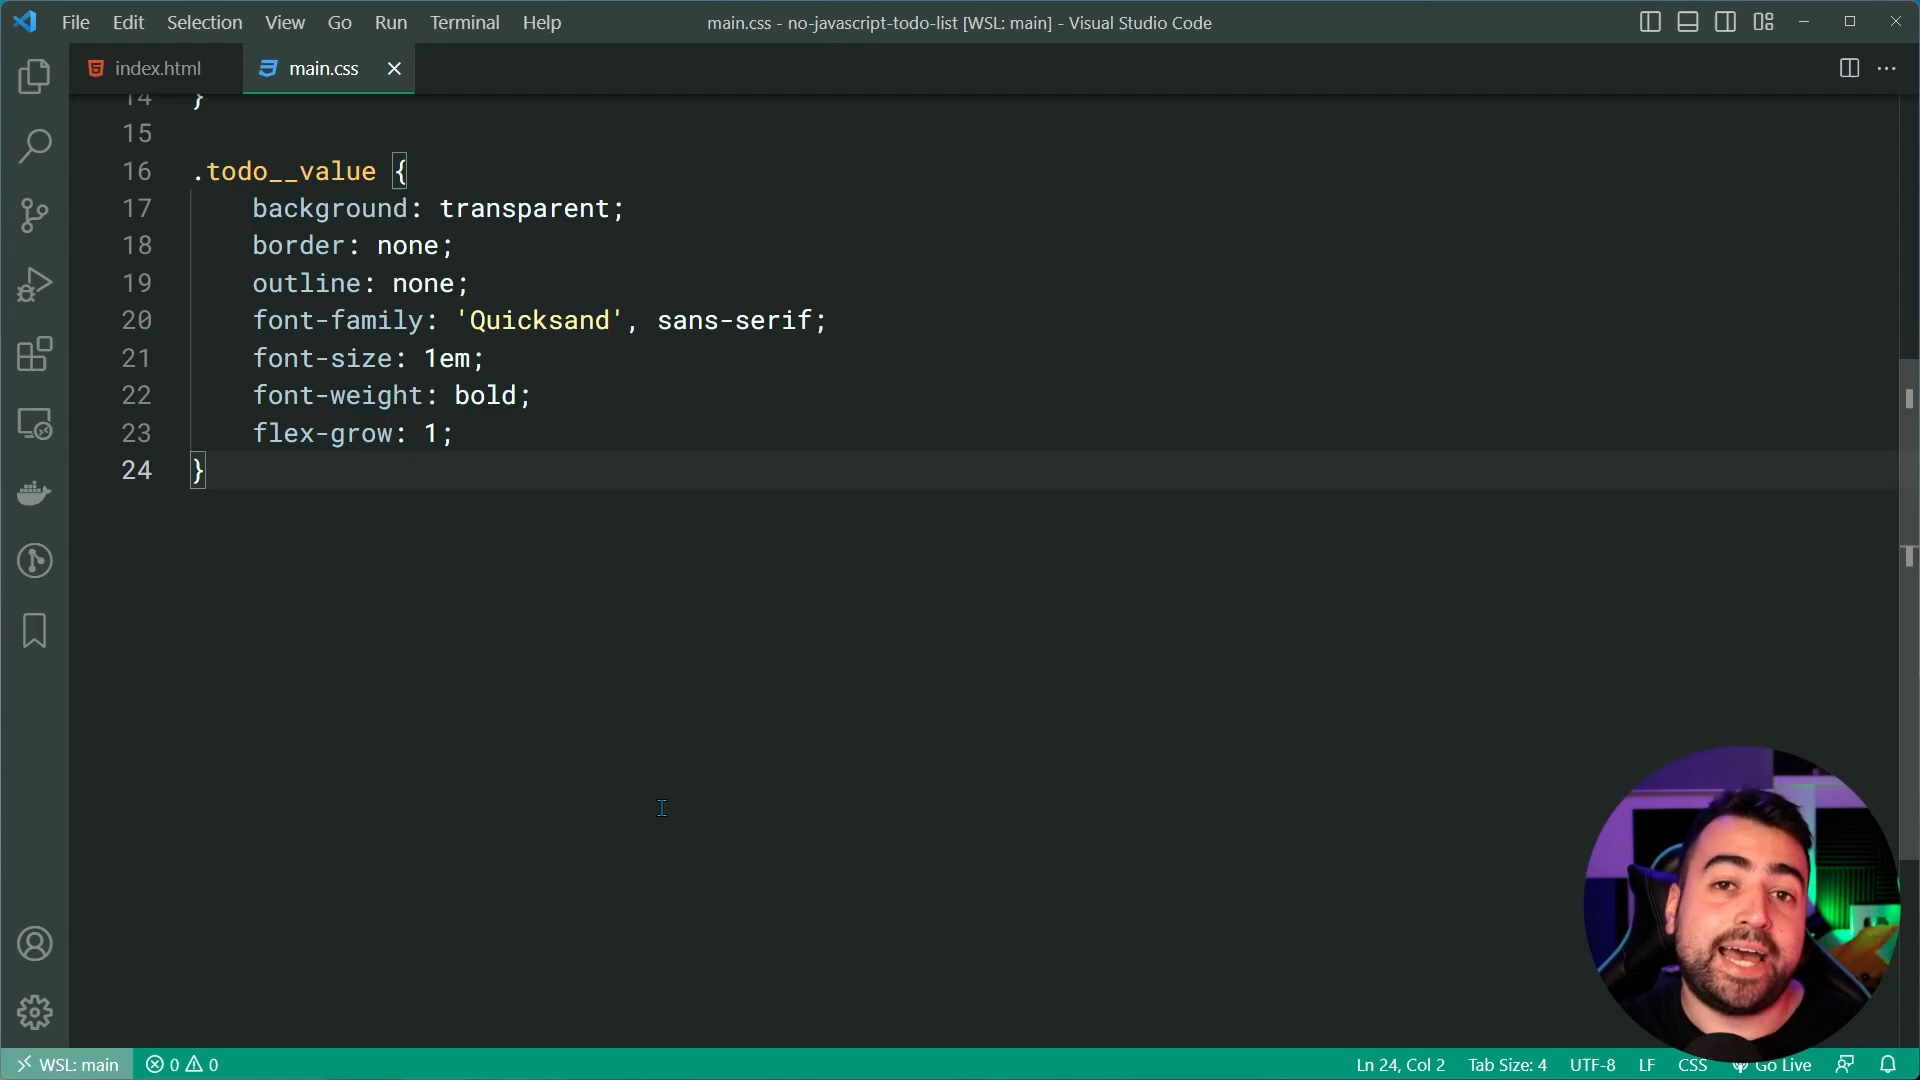 File Edit Selection View Go Run Terminal Help main.css - no-javascript-todo-list [WSL: main] - Visual Studio Code
index.html main.css
14 }
15
16 .todo__value {
17 background: transparent;
18 border: none;
19 outline: none;
20 font-family: 'Quicksand', sans-serif;
21 font-size: 1em;
22 font-weight: bold;
23 flex-grow: 1;
24 }
WSL: main 0 0 Ln 24, Col 2 Tab Size: 4 UTF-8 LF CSS Go Live